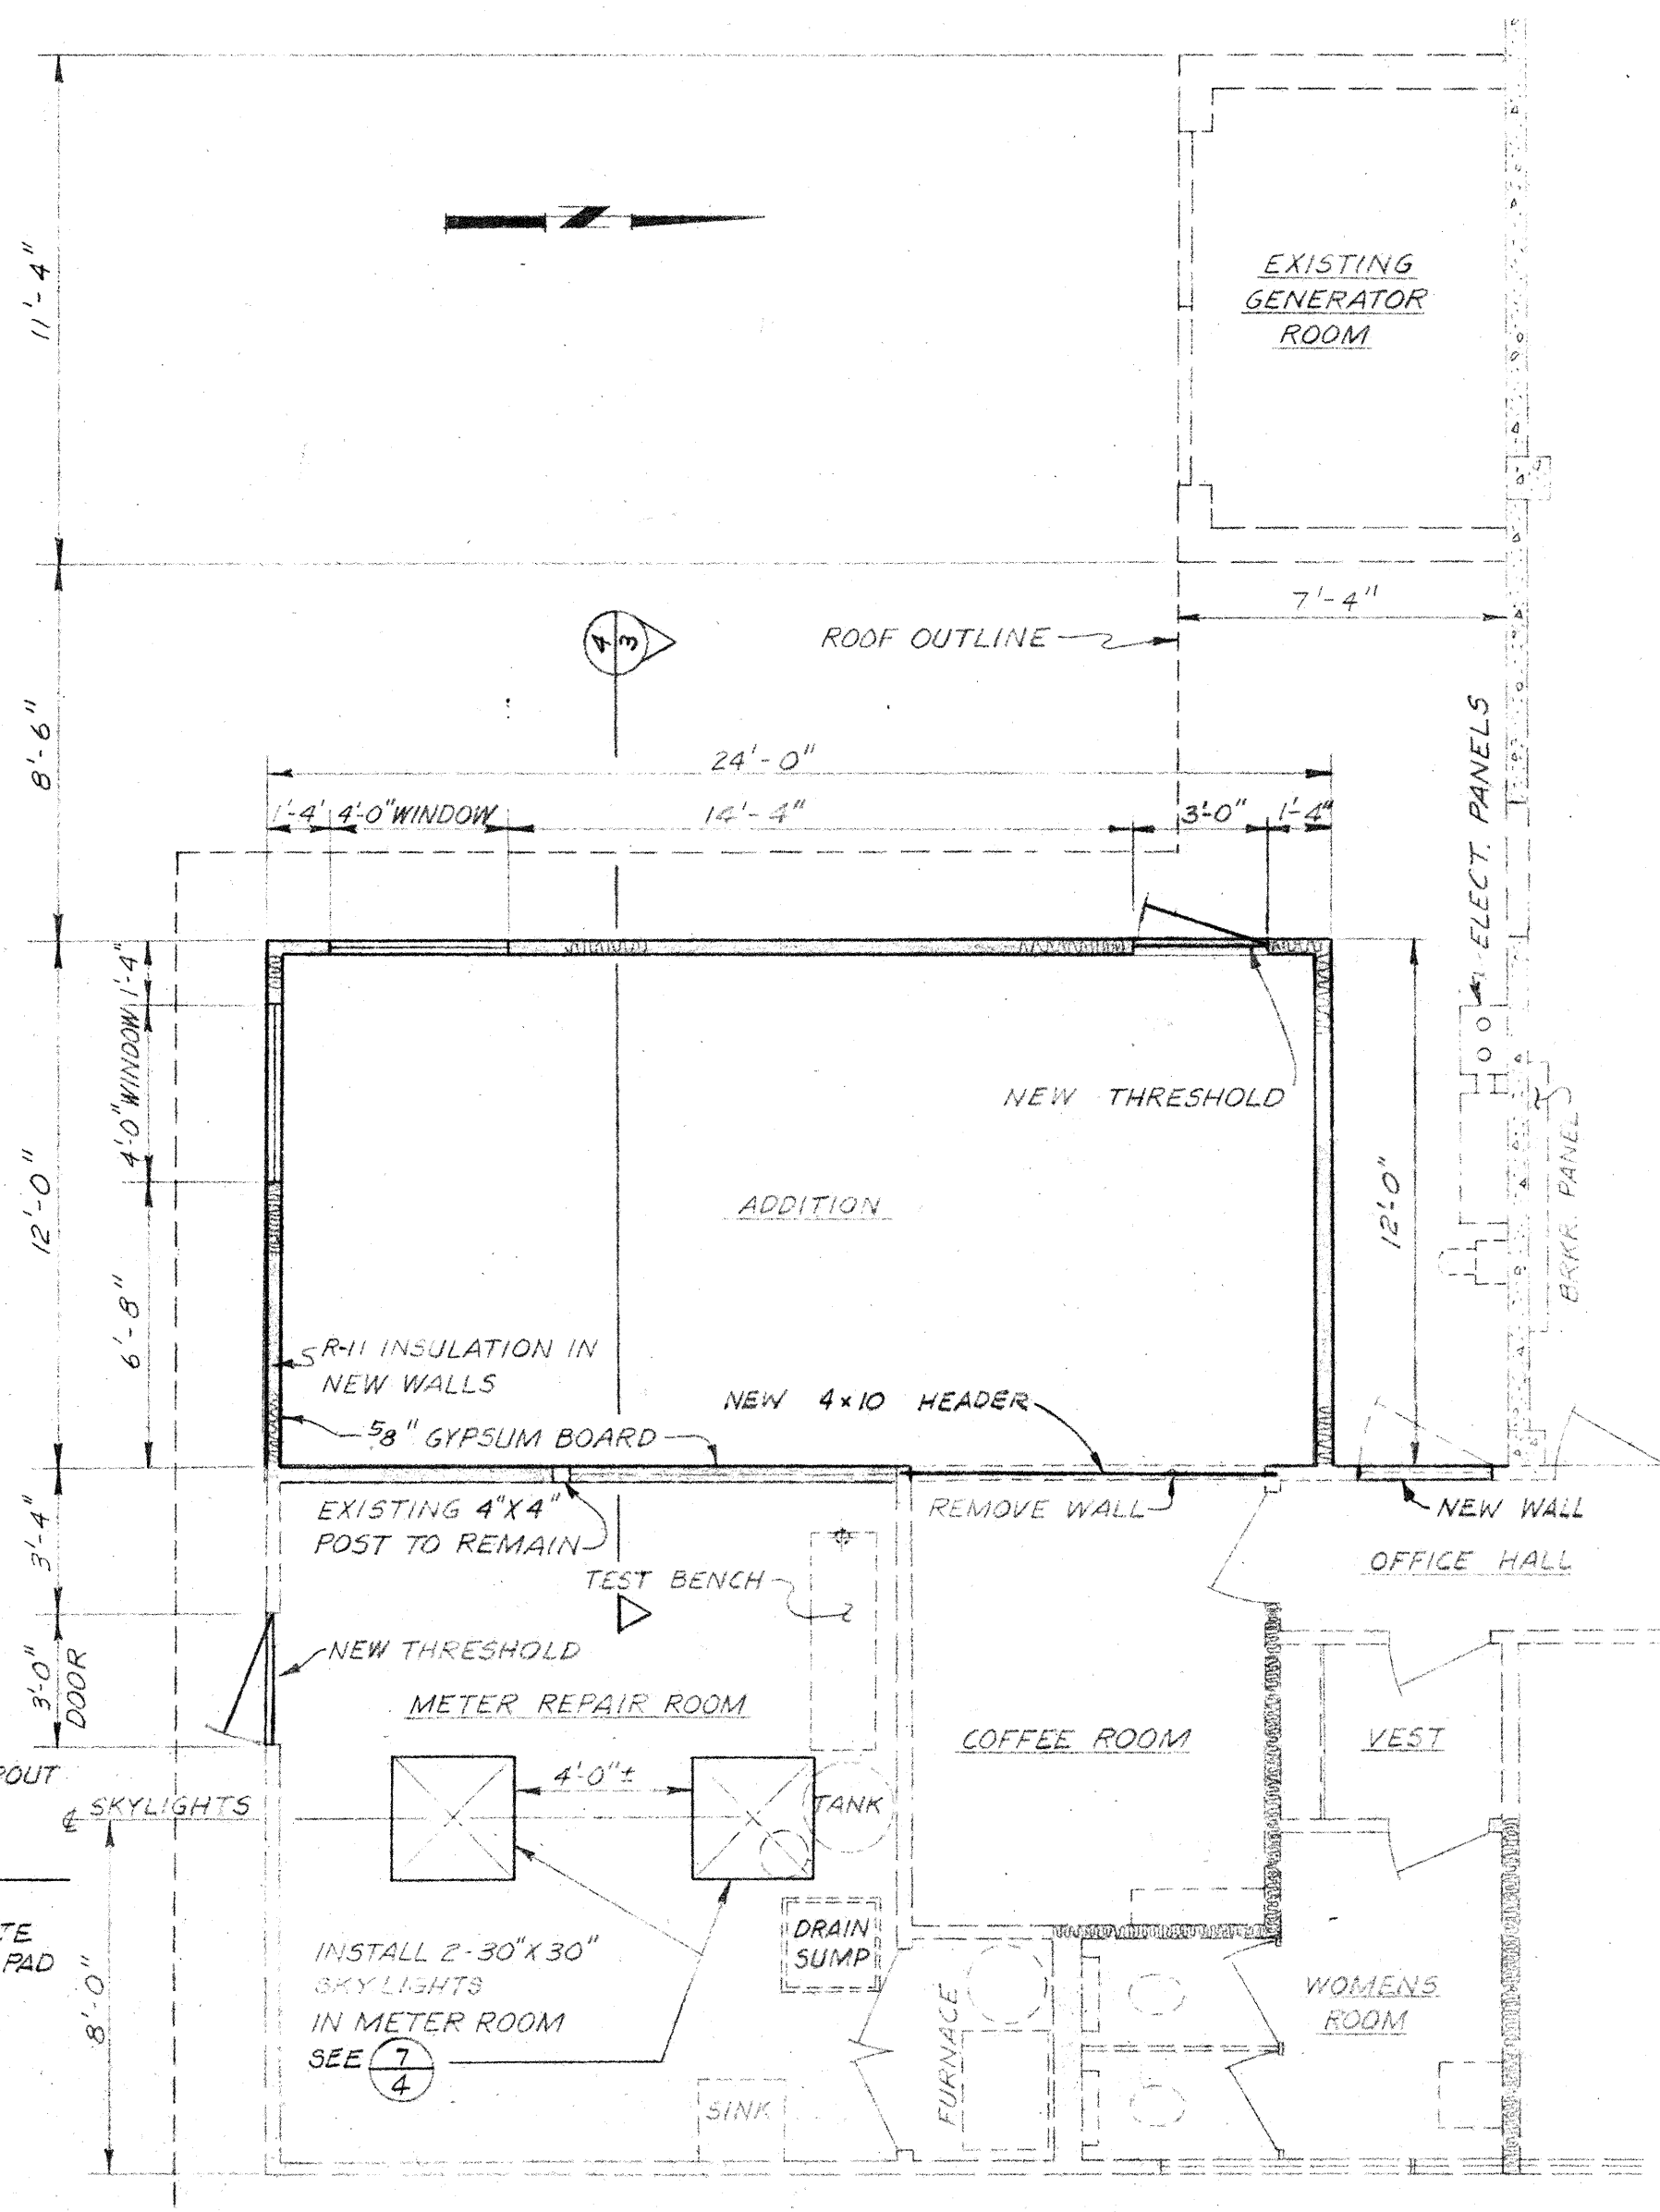 11'-4"
EXISTING
GENERATOR
ROOM
7'-4"
4
3
ROOF OUTLINE
8'-6"
24'-0"
1'-4'
4'-0" WINDOW
14'-4"
3'-0"
1'-4"
ELECT. PANELS
1'-4"
4'-0" WINDOW
6'-8"
12'-0"
NEW THRESHOLD
ADDITION
12'-0"
BRKR. PANEL
R-11 INSULATION IN
NEW WALLS
5/8" GYPSUM BOARD
NEW 4x10 HEADER
EXISTING 4"X4"
POST TO REMAIN
REMOVE WALL
NEW WALL
OFFICE HALL
TEST BENCH
3'-4"
3'-0"
DOOR
NEW THRESHOLD
METER REPAIR ROOM
COFFEE ROOM
VEST
POUT
℄ SKYLIGHTS
4'-0"±
TANK
TE
PAD
8'-0"
INSTALL 2-30"X30"
SKYLIGHTS
IN METER ROOM
SEE 7
4
DRAIN
SUMP
SINK
FURNACE
WOMENS
ROOM